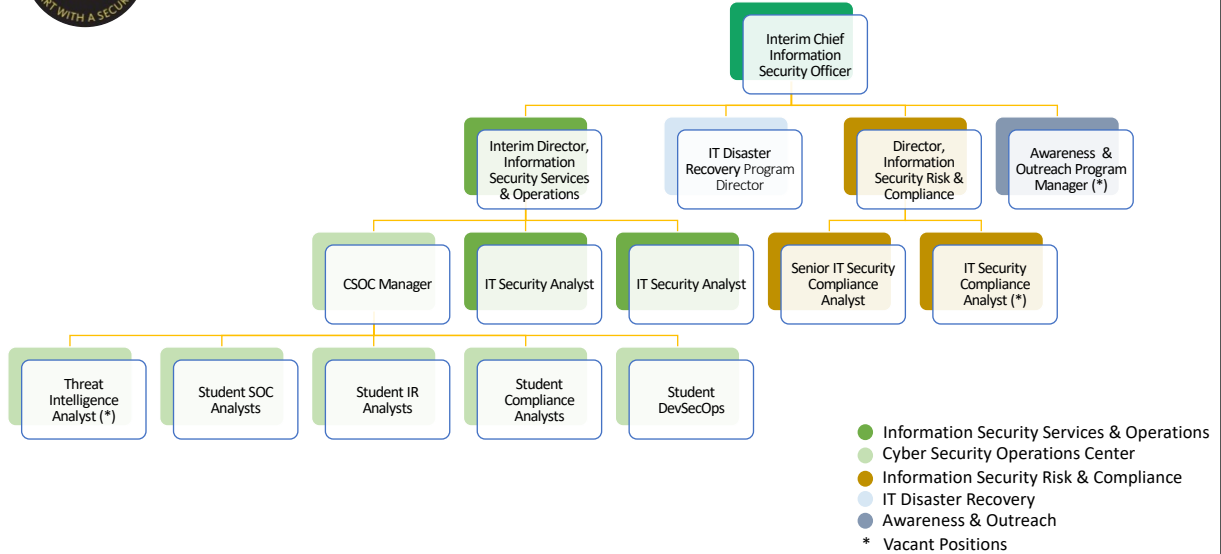 ART WITH A SECUR
Interim Chief
Information
Security Officer
Interim Director,
Information
Security Services
& Operations
IT Disaster
Recovery Program
Director
Director,
Information
Security Risk &
Compliance
Awareness &
Outreach Program
Manager (*)
CSOC Manager
IT Security Analyst
IT Security Analyst
Senior IT Security
Compliance
Analyst
IT Security
Compliance
Analyst (*)
Threat
Intelligence
Analyst (*)
Student SOC
Analysts
Student IR
Analysts
Student
Compliance
Analysts
Student
DevSecOps
Information Security Services & Operations
Cyber Security Operations Center
Information Security Risk & Compliance
IT Disaster Recovery
Awareness & Outreach
* Vacant Positions